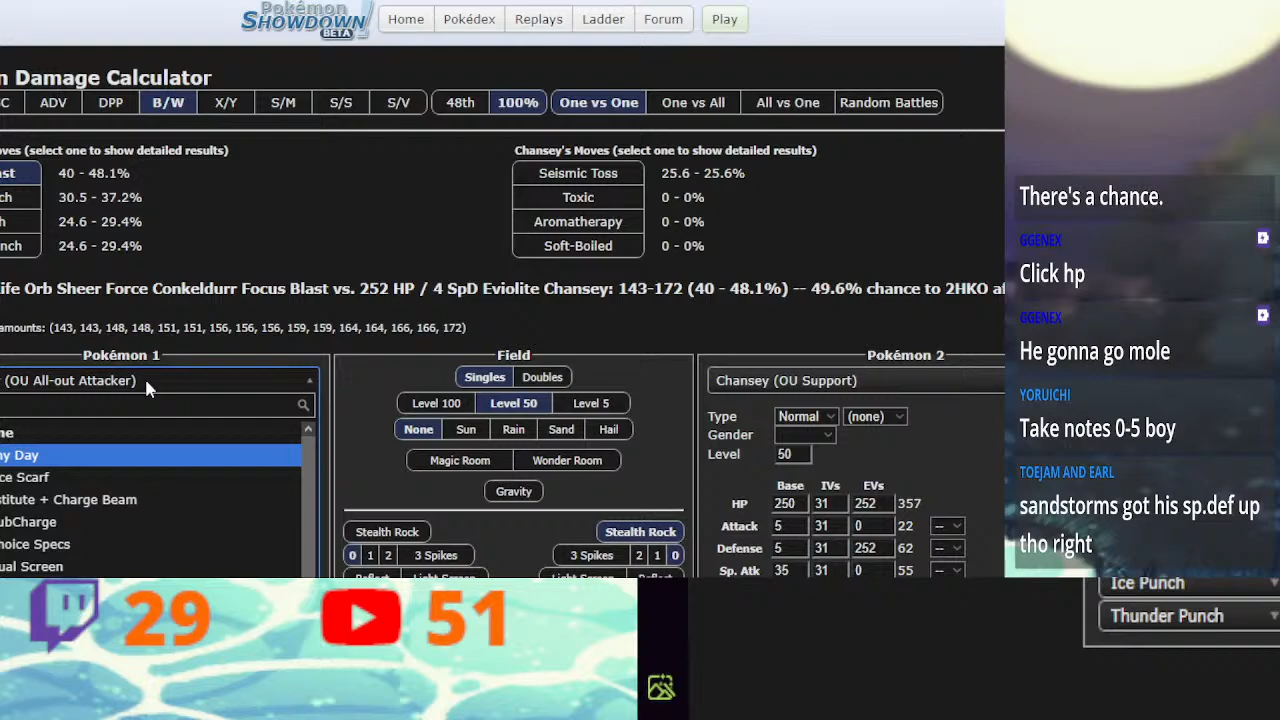 Pokémon
SHOWDOWN!
BETA
Home Pokédex Replays Ladder Forum Play
n Damage Calculator
C ADV DPP B/W X/Y S/M S/S S/V 48th 100% One vs One One vs All All vs One Random Battles
oves (select one to show detailed results) Chansey's Moves (select one to show detailed results)
st 40 - 48.1% Seismic Toss 25.6 - 25.6%
ch 30.5 - 37.2% Toxic 0 - 0%
h 24.6 - 29.4% Aromatherapy 0 - 0%
nch 24.6 - 29.4% Soft-Boiled 0 - 0%
ife Orb Sheer Force Conkeldurr Focus Blast vs. 252 HP / 4 SpD Eviolite Chansey: 143-172 (40 - 48.1%) -- 49.6% chance to 2HKO af
amounts: (143, 143, 148, 148, 151, 151, 156, 156, 156, 159, 159, 164, 164, 166, 166, 172)
Pokémon 1
(OU All-out Attacker)
ne
ny Day
ce Scarf
stitute + Charge Beam
ubCharge
hoice Specs
ual Screen
Field
Singles Doubles
Level 100 Level 50 Level 5
None Sun Rain Sand Hail
Magic Room Wonder Room
Gravity
Stealth Rock Stealth Rock
0 1 2 3 Spikes 3 Spikes 2 1 0
Reflect Light Screen Light Screen Reflect
Pokémon 2
Chansey (OU Support)
Type Normal (none)
Gender
Level 50
Base IVs EVs
HP 250 31 252 357
Attack 5 31 0 22 --
Defense 5 31 252 62 --
Sp. Atk 35 31 0 55 --
There's a chance.
GGENEX
Click hp
GGENEX
He gonna go mole
YORUICHI
Take notes 0-5 boy
TOEJAM AND EARL
sandstorms got his sp.def up
tho right
Ice Punch
Thunder Punch
29 51